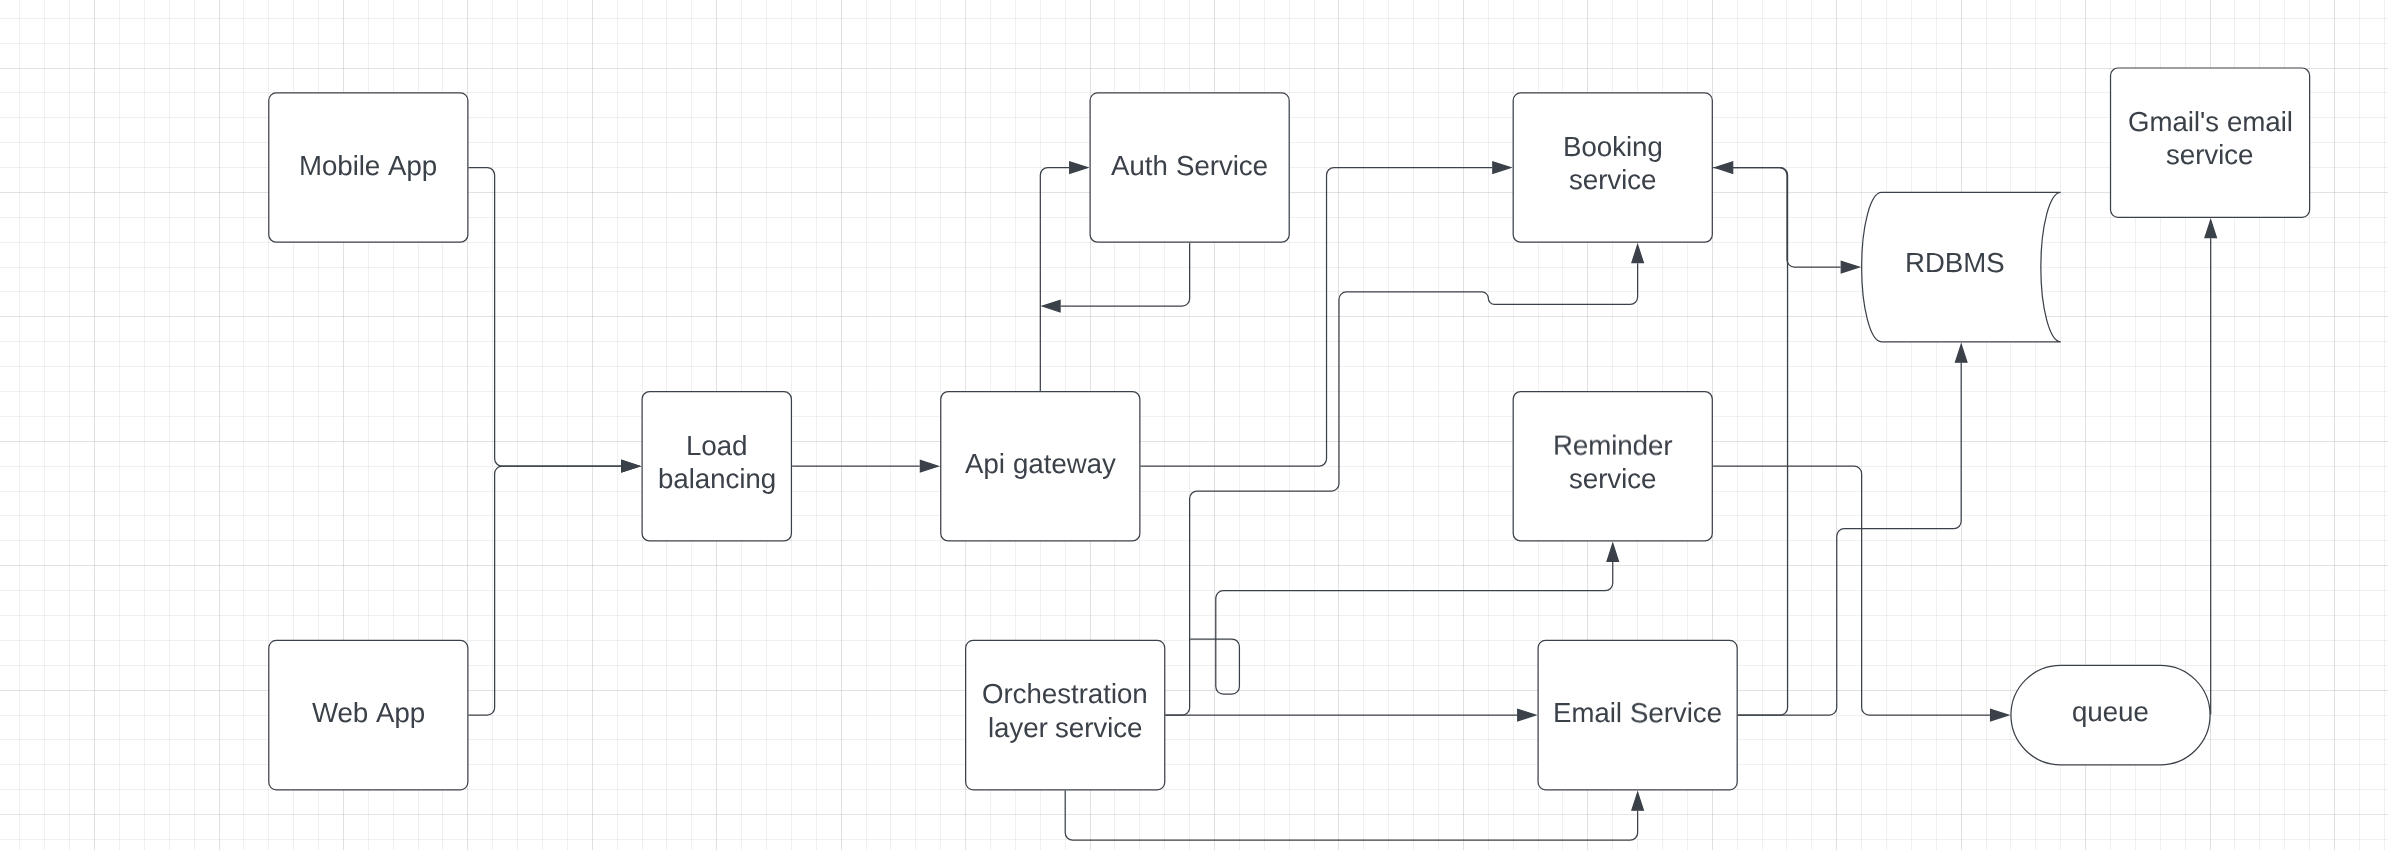 Mobile App
Auth Service
Booking
service
Gmail's email
service
RDBMS
Load
balancing
Api gateway
Reminder
service
Web App
Orchestration
layer service
Email Service
queue